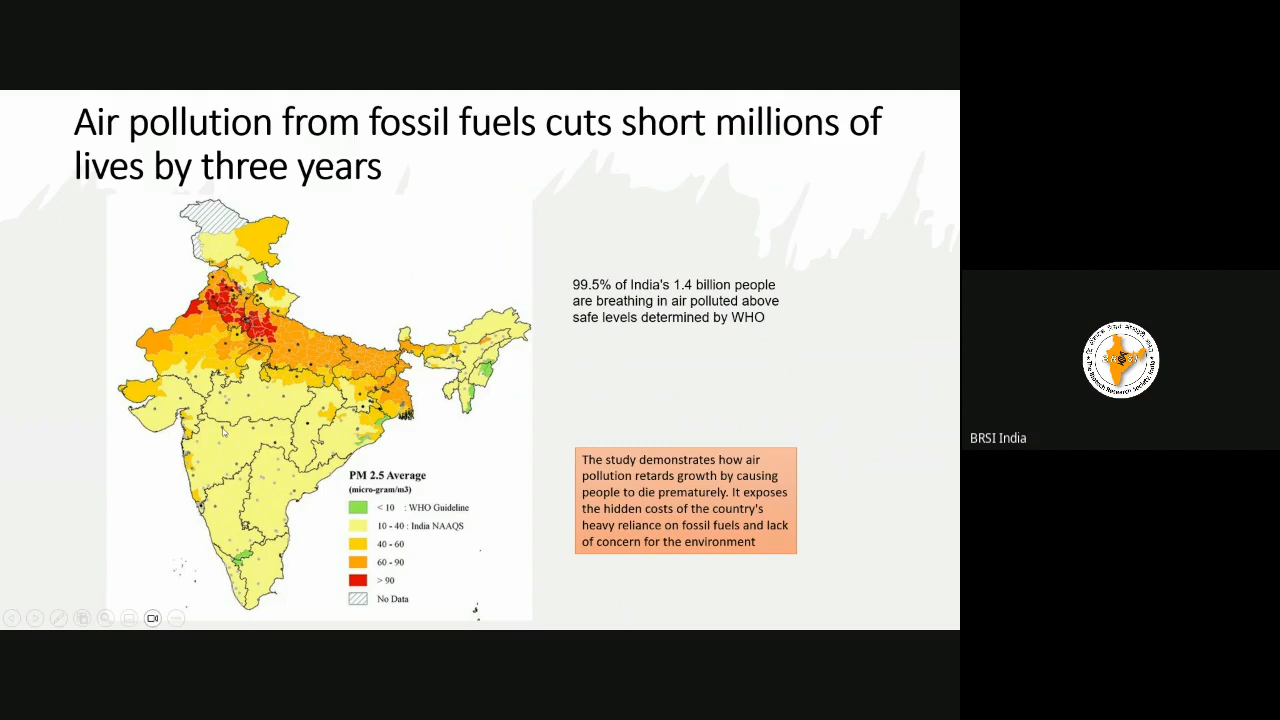 Air pollution from fossil fuels cuts short millions of
lives by three years
99.5% of India's 1.4 billion people
are breathing in air polluted above
safe levels determined by WHO
The study demonstrates how air
pollution retards growth by causing
people to die prematurely. It exposes
the hidden costs of the country's
heavy reliance on fossil fuels and lack
of concern for the environment
PM 2.5 Average
(micro-gram/m3)
< 10 : WHO Guideline
10 - 40 : India NAAQS
40 - 60
60 - 90
> 90
No Data
BRSI India